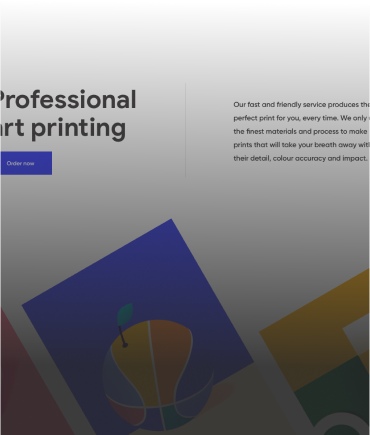 Professional
art printing
Order now
Our fast and friendly service produces the
perfect print for you, every time. We only
the finest materials and process to make
prints that will take your breath away with
their detail, colour accuracy and impact.